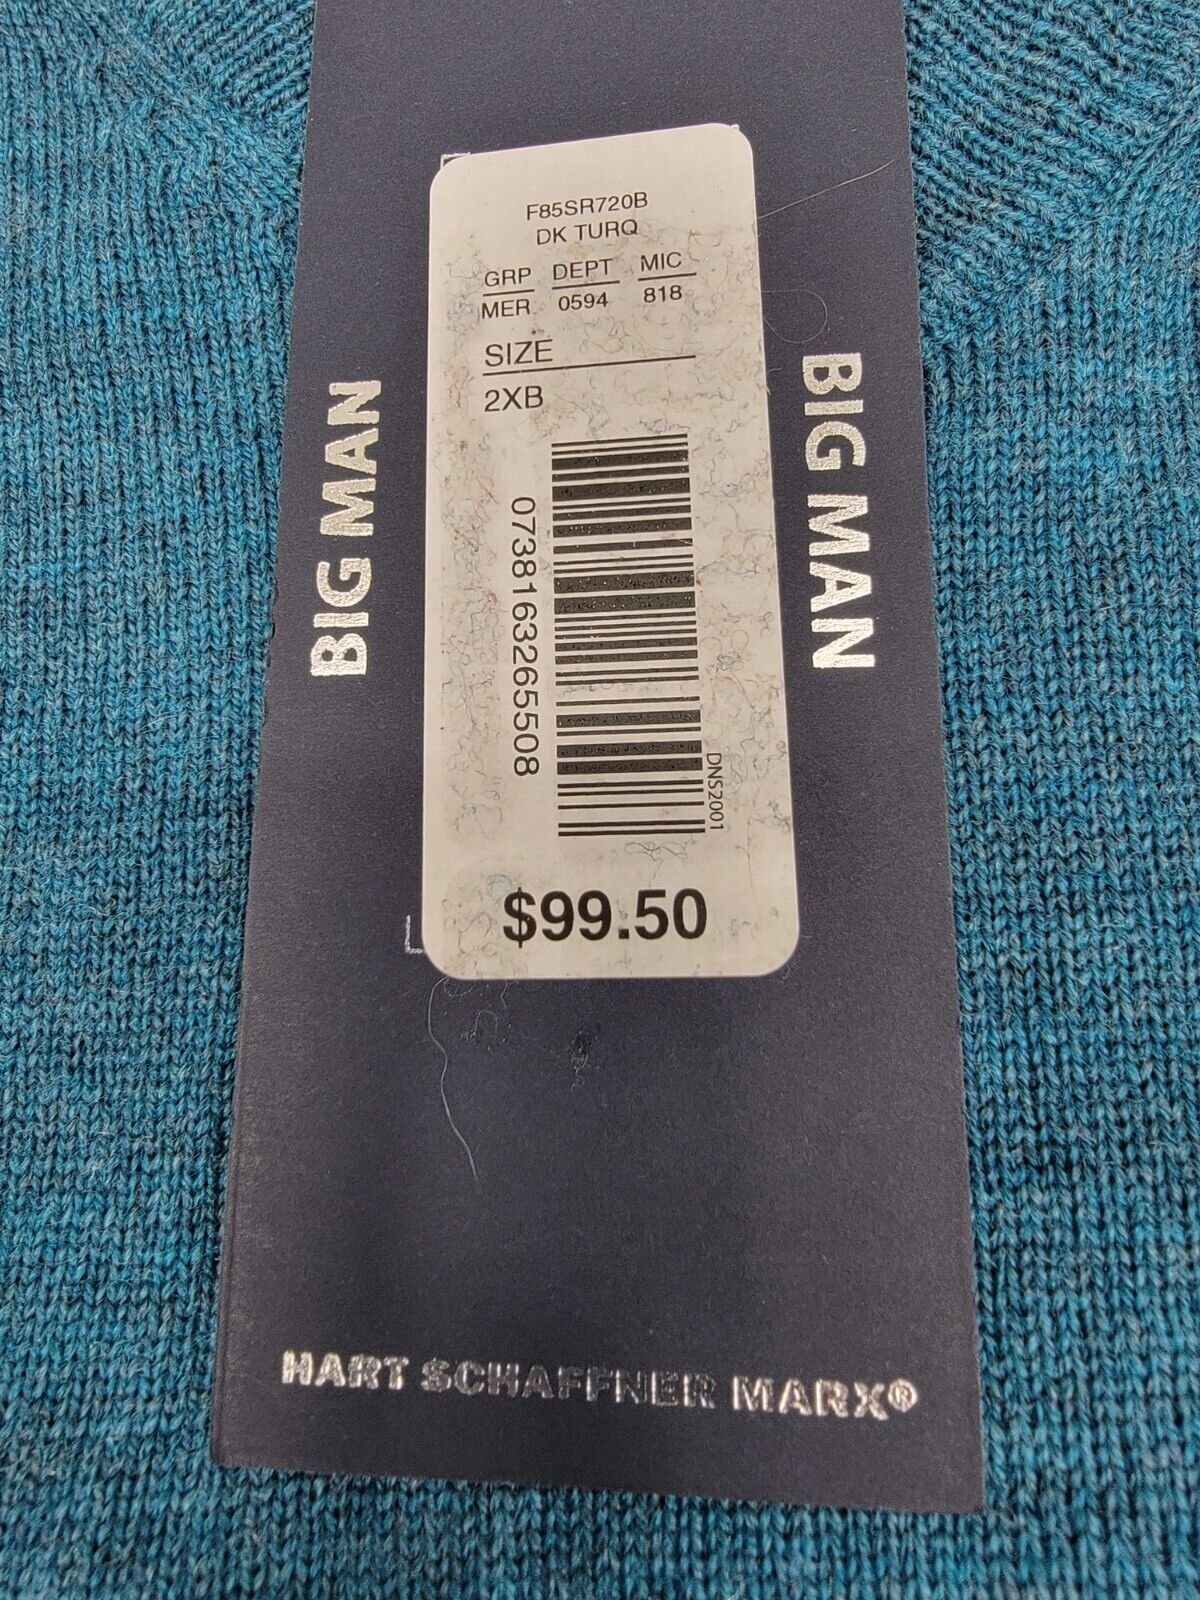 F85SR720B
DK TURQ
GRP DEPT MIC
MER 0594 818
SIZE
2XB
0738163265508
DNS2001
$99.50
BIG MAN
BIG MAN
HART SCHAFFNER MARX®